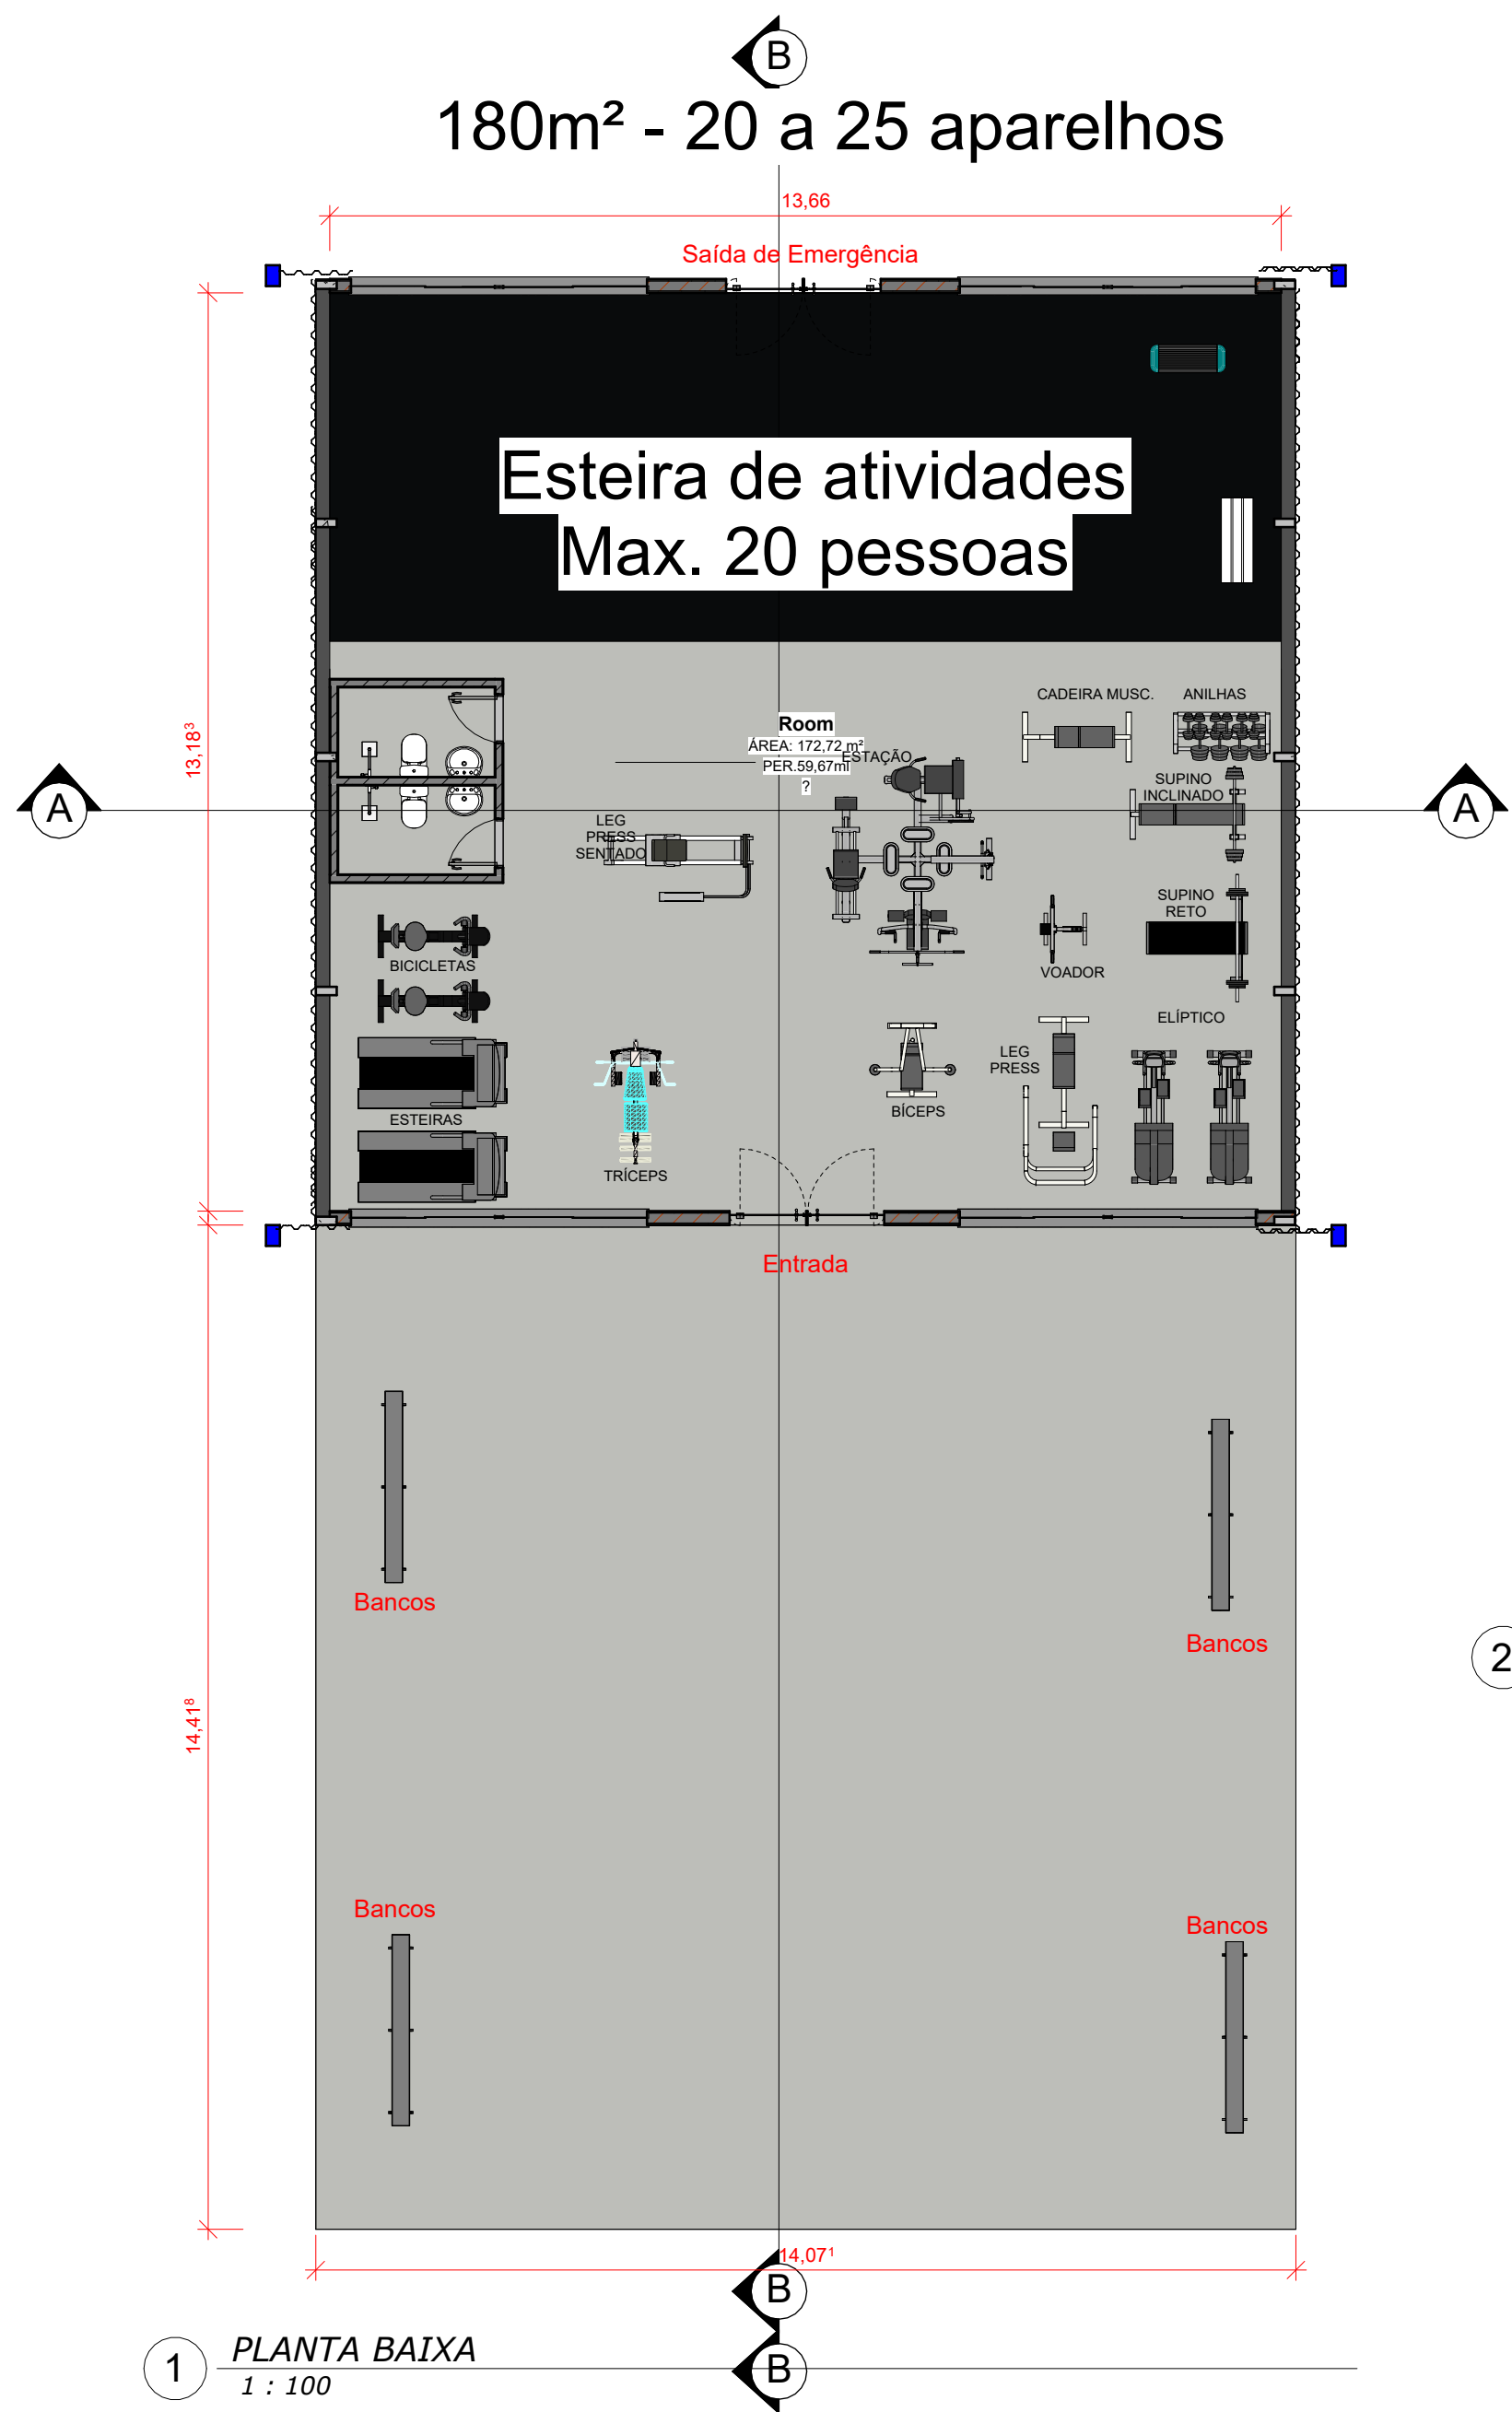 B
180m² - 20 a 25 aparelhos
13,66
Saída de Emergência
Esteira de atividades
Max. 20 pessoas
CADEIRA MUSC.
ANILHAS
Room
ÁREA: 172,72 m²
PER.59,67ml
?
ESTAÇÃO
13,18³
SUPINO
INCLINADO
A
A
LEG
PRESS
SENTADO
SUPINO
RETO
BICICLETAS
VOADOR
ELÍPTICO
LEG
PRESS
BÍCEPS
ESTEIRAS
TRÍCEPS
Entrada
Bancos
Bancos
2
14,41⁸
Bancos
Bancos
14,07¹
B
1
PLANTA BAIXA
1 : 100
B